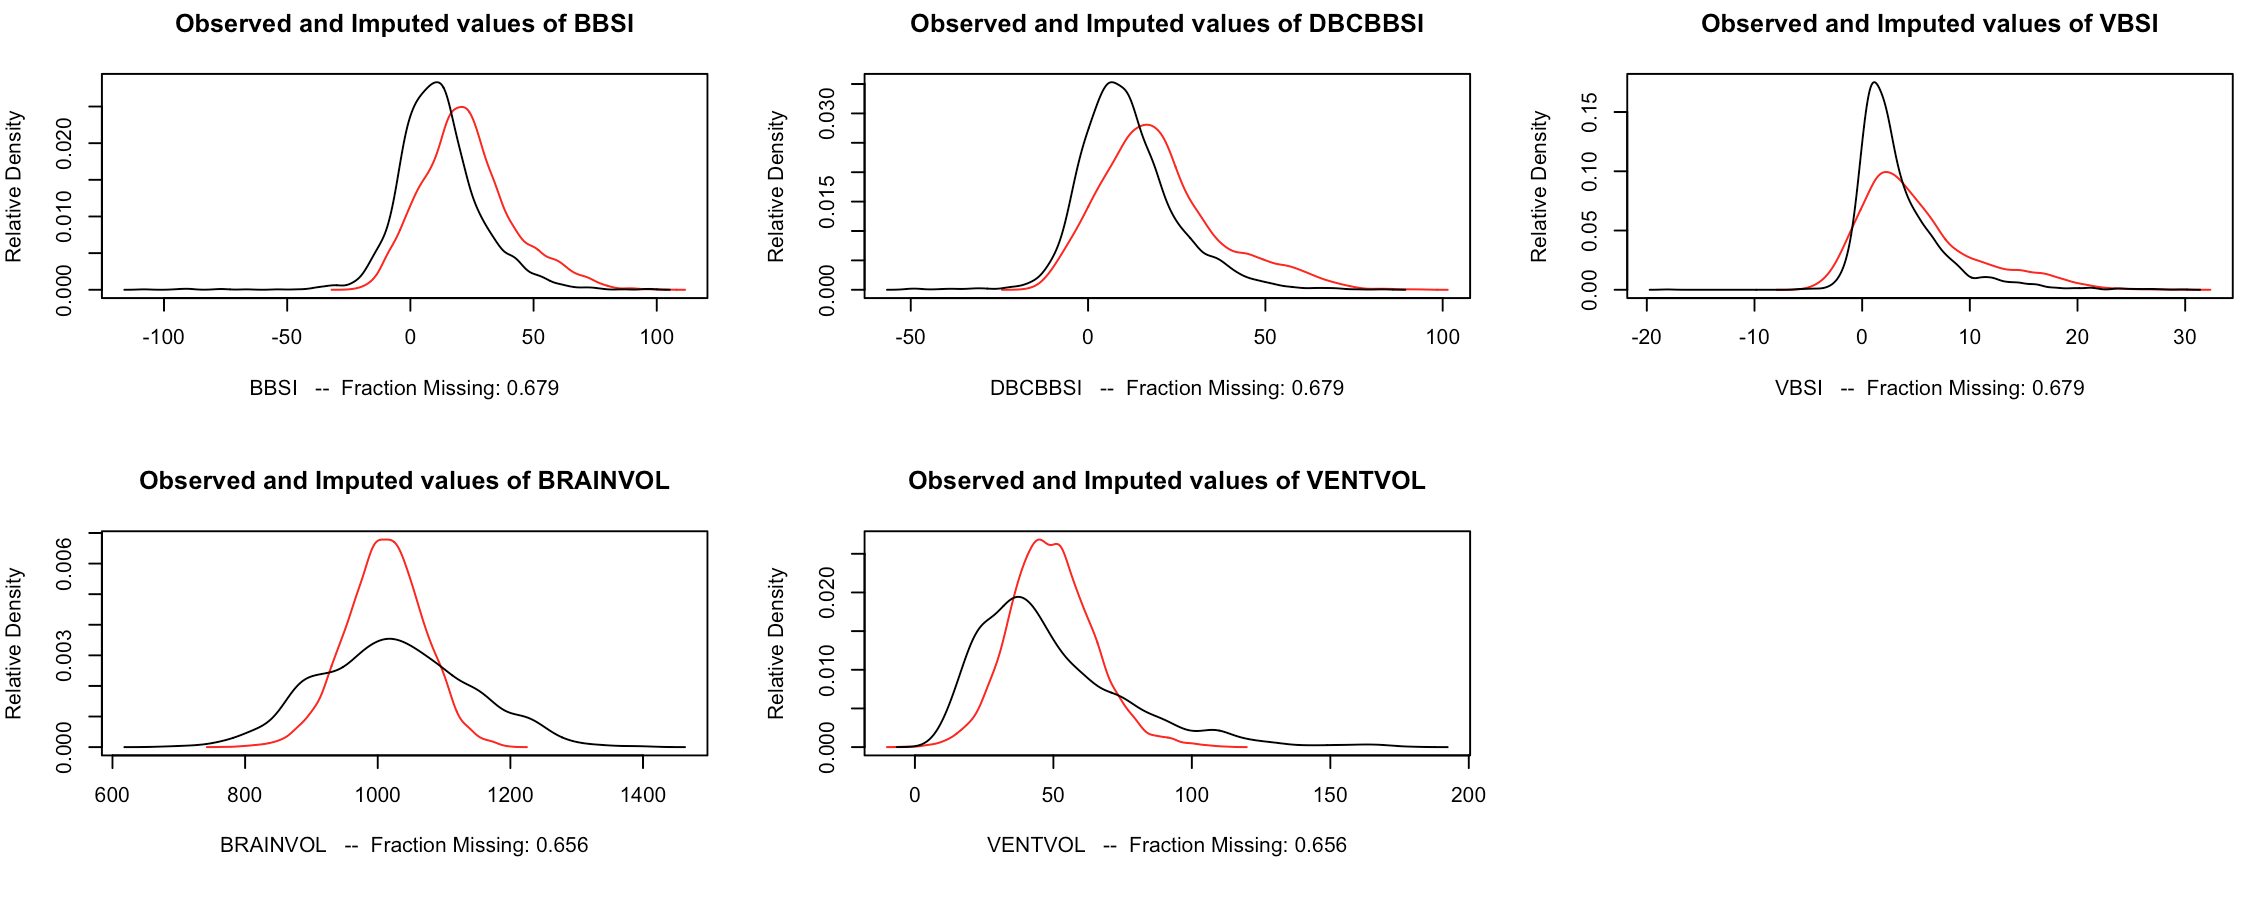 Observed and Imputed values of BBSI
Relative Density
0.000 0.010 0.020
-100 -50 0 50 100
BBSI -- Fraction Missing: 0.679
Observed and Imputed values of DBCBBSI
Relative Density
0.000 0.015 0.030
-50 0 50 100
DBCBBSI -- Fraction Missing: 0.679
Observed and Imputed values of VBSI
Relative Density
0.00 0.05 0.10 0.15
-20 -10 0 10 20 30
VBSI -- Fraction Missing: 0.679
Observed and Imputed values of BRAINVOL
Relative Density
0.000 0.003 0.006
600 800 1000 1200 1400
BRAINVOL -- Fraction Missing: 0.656
Observed and Imputed values of VENTVOL
Relative Density
0.000 0.010 0.020
0 50 100 150 200
VENTVOL -- Fraction Missing: 0.656